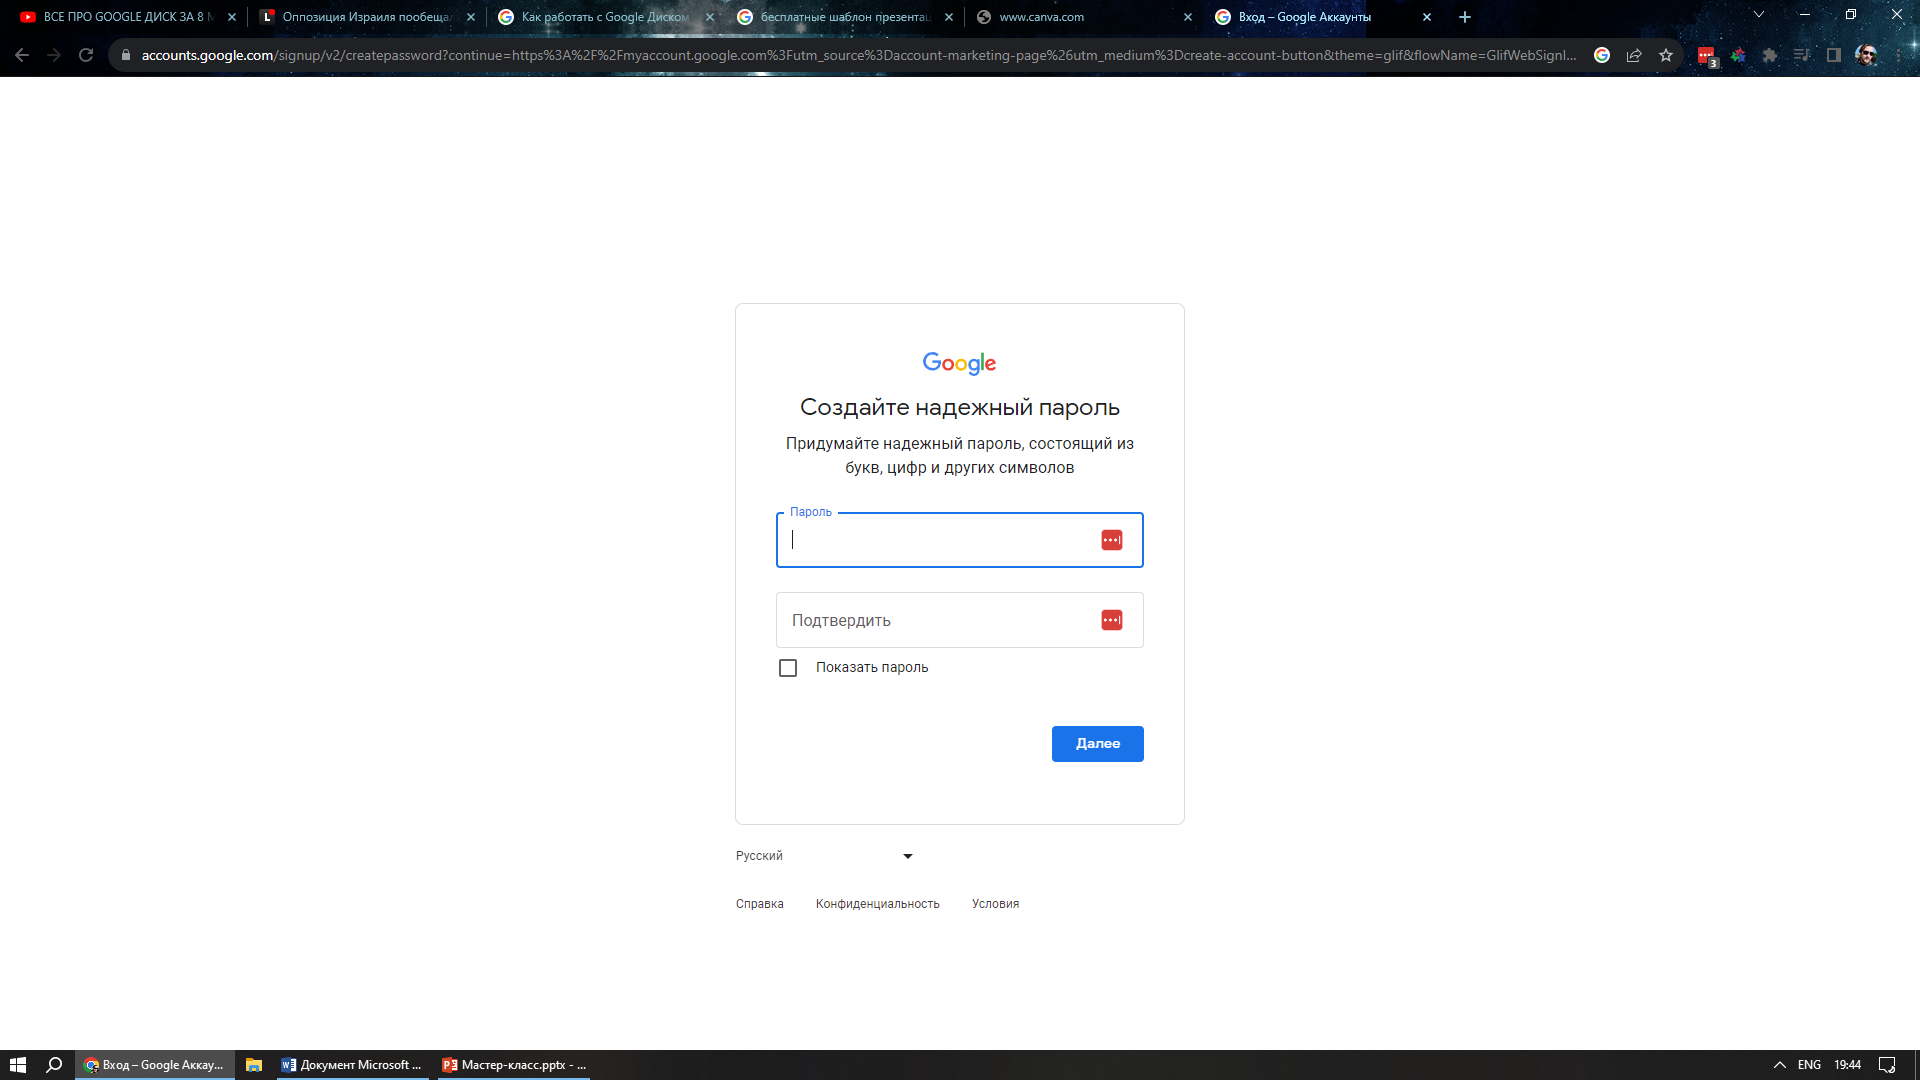 ВСЕ ПРО GOOGLE ДИСК ЗА 8
Оппозиция Израиля пообещал
Как работать с Google Диском
бесплатные шаблон презентац
www.canva.com
Вход – Google Аккаунты
accounts.google.com/signup/v2/createpassword?continue=https%3A%2F%2Fmyaccount.google.com%3Futm_source%3Daccount-marketing-page%26utm_medium%3Dcreate-account-button&theme=glif&flowName=GlifWebSignI...
3
Google
Создайте надежный пароль
Придумайте надежный пароль, состоящий из
букв, цифр и других символов
Пароль
Подтвердить
Показать пароль
Далее
Русский
Справка Конфиденциальность Условия
Вход – Google Аккау...
Документ Microsoft ...
Мастер-класс.pptx - ...
ENG 19:44